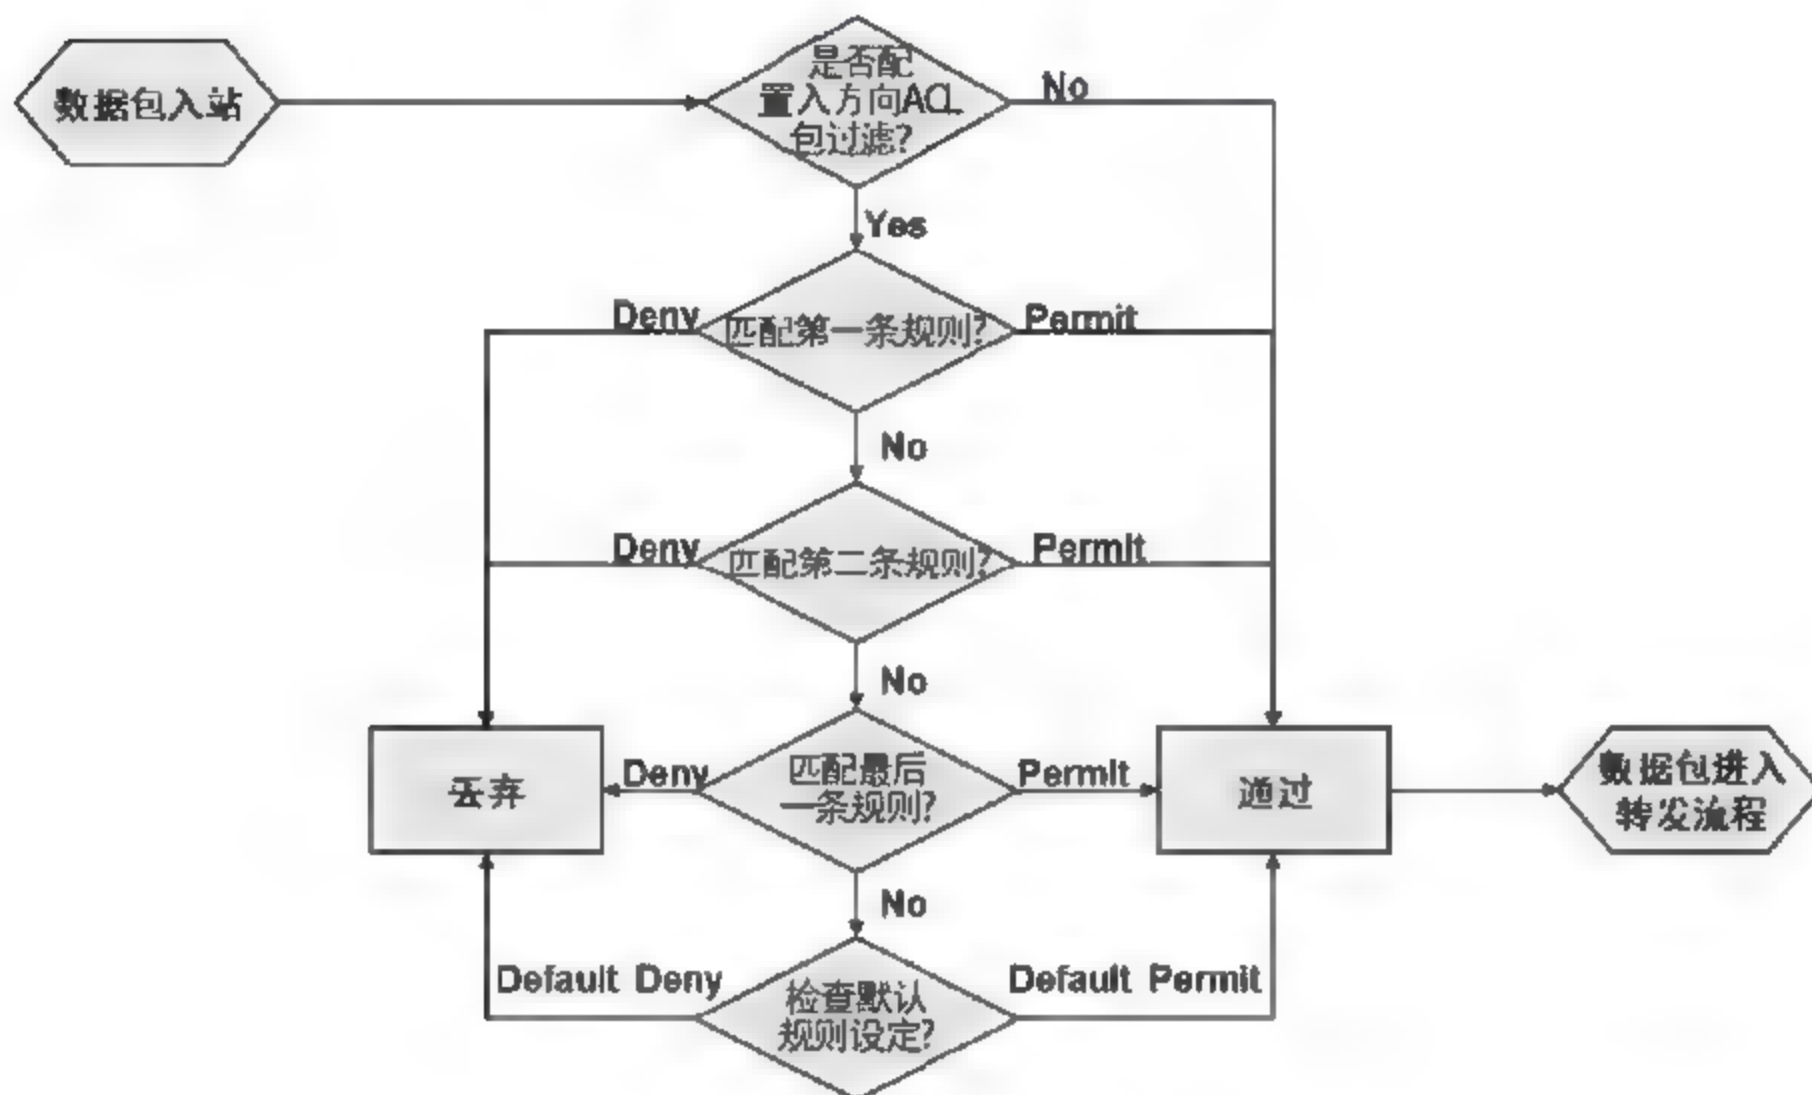 数据包入站
是否配
置入方向ACL
包过滤?
No
Yes
Deny
匹配第一条规则?
Permit
No
Deny
匹配第二条规则?
Permit
No
丢弃
Deny
匹配最后
一条规则?
Permit
通过
数据包进入
转发流程
No
Default Deny
检查默认
规则设定?
Default Permit